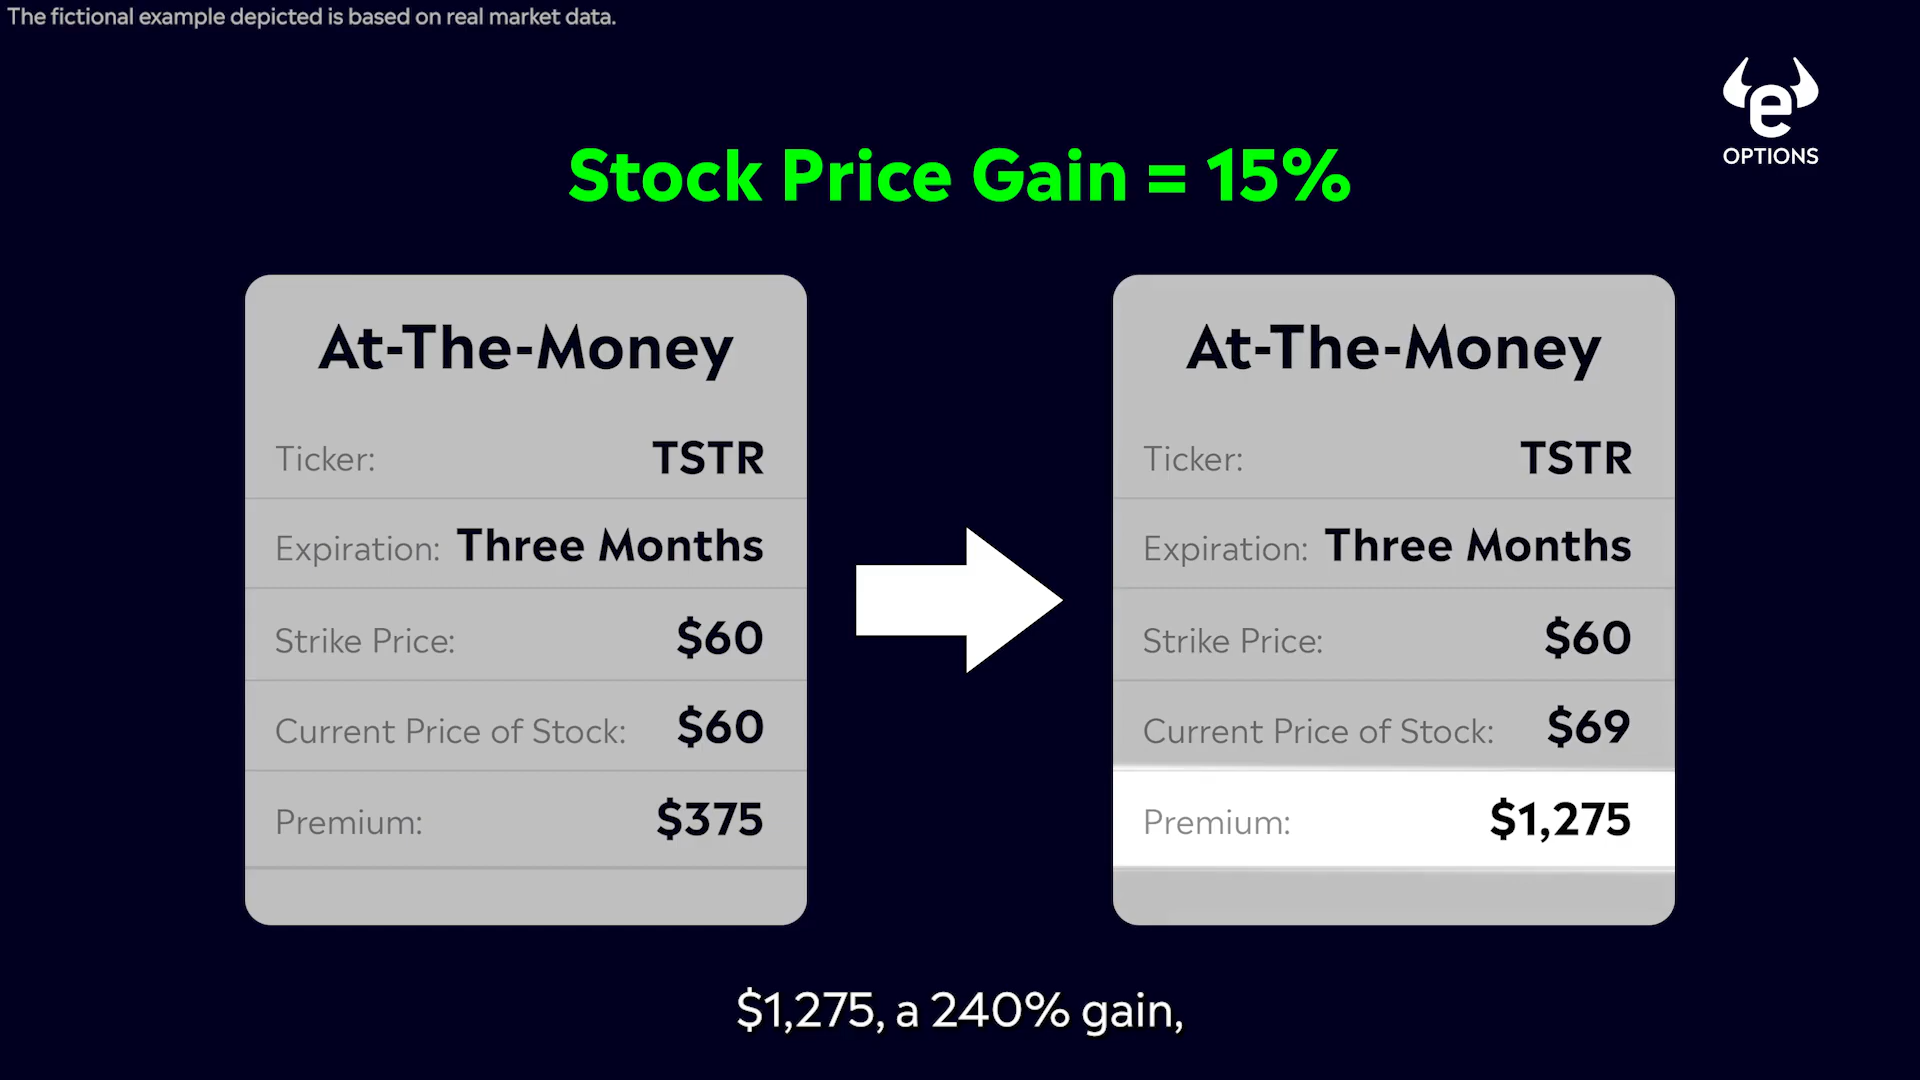 The fictional example depicted is based on real market data.
e
OPTIONS
Stock Price Gain = 15%
At-The-Money
Ticker: TSTR
Expiration: Three Months
Strike Price: $60
Current Price of Stock: $60
Premium: $375
At-The-Money
Ticker: TSTR
Expiration: Three Months
Strike Price: $60
Current Price of Stock: $69
Premium: $1,275
$1,275, a 240% gain,